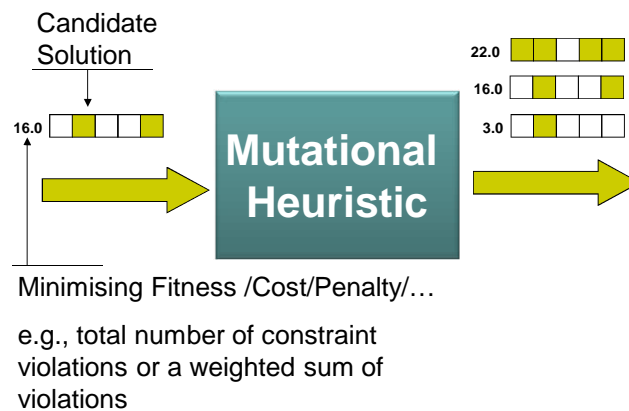 Candidate
Solution
16.0
Mutational
Heuristic
22.0
16.0
3.0
Minimising Fitness /Cost/Penalty/…
e.g., total number of constraint
violations or a weighted sum of
violations